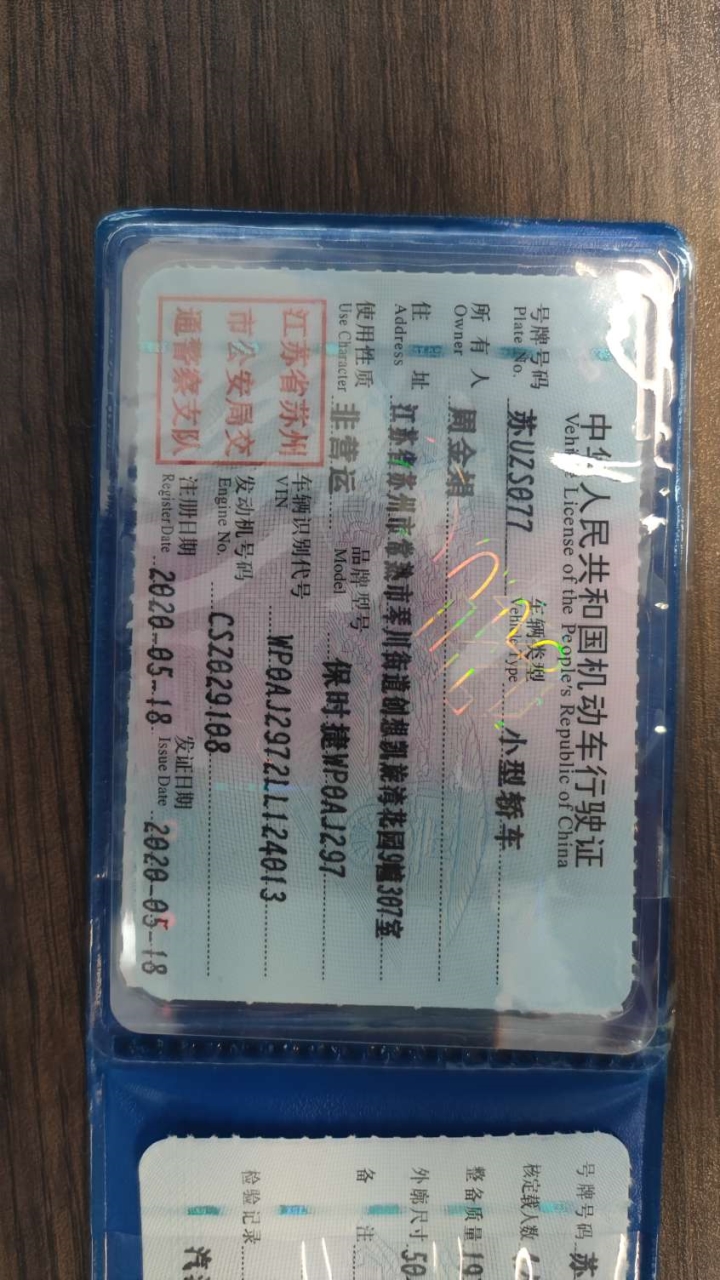 中华人民共和国机动车行驶证
Vehicle License of the People's Republic of China
号牌号码 苏UZS077 车辆类型 小型轿车
Plate No. Vehicle Type
所有人 周金娟
Owner
住址 江苏省苏州市常熟市琴川街道创想凯旋湾花园9幢307室
Address
使用性质 非营运 品牌型号 保时捷WP0AJ297
Use Character Model
江苏省苏州
市公安局交
通警察支队
车辆识别代号 WP0AJ2972LL124013
VIN
发动机号码 CSZ029108
Engine No.
注册日期 2020-05-18 发证日期 2020-05-18
Register Date Issue Date
号牌号码 苏
核定载人数
整备质量 19
外廓尺寸 50
备注
检验记录